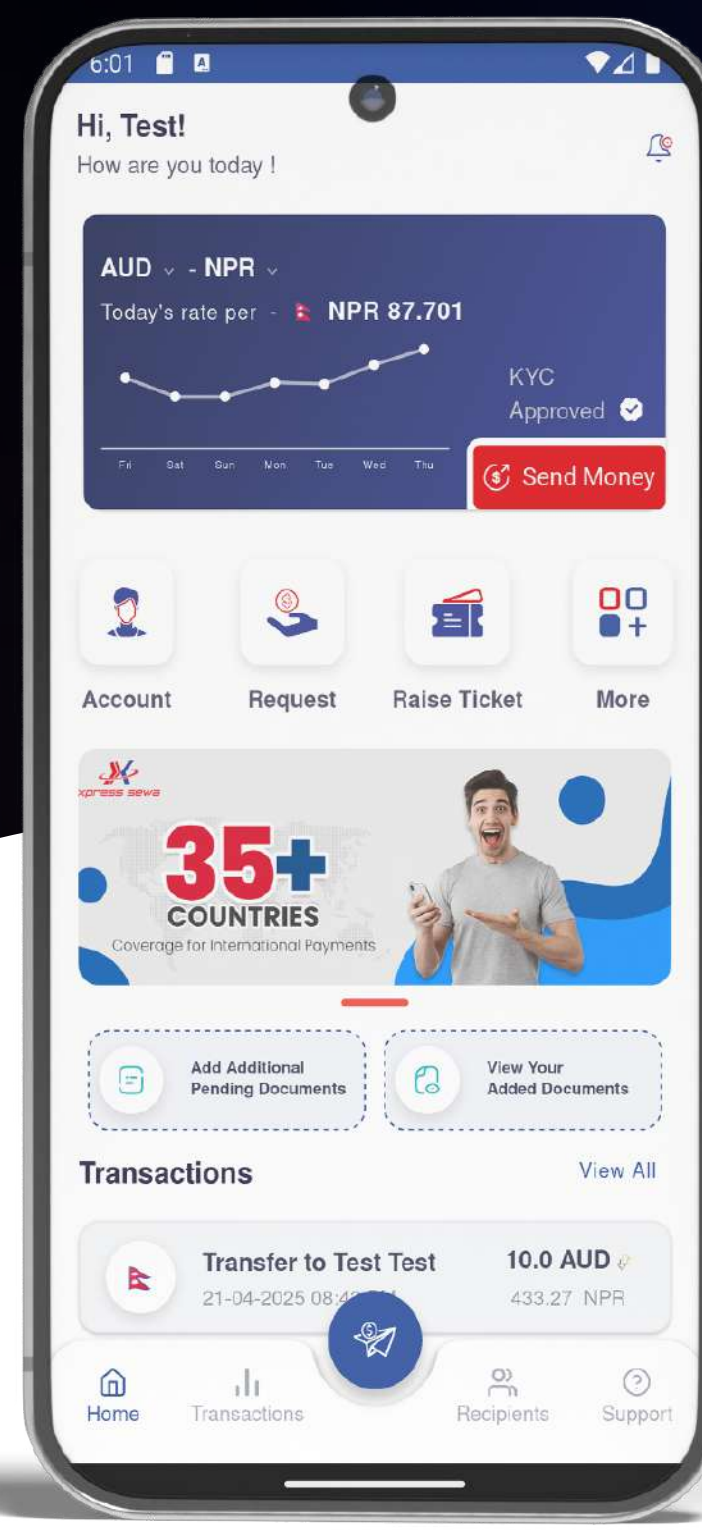 6:01
Hi, Test!
How are you today !
AUD - NPR
Today's rate per - NPR 87.701
KYC
Approved
Fri Sat Sun Mon Tue Wed Thu
Send Money
Account Request Raise Ticket More
xpress sewa
35+
COUNTRIES
Coverage for International Payments
Add Additional
Pending Documents
View Your
Added Documents
Transactions View All
Transfer to Test Test 10.0 AUD
21-04-2025 433.27 NPR
Home Transactions Recipients Support